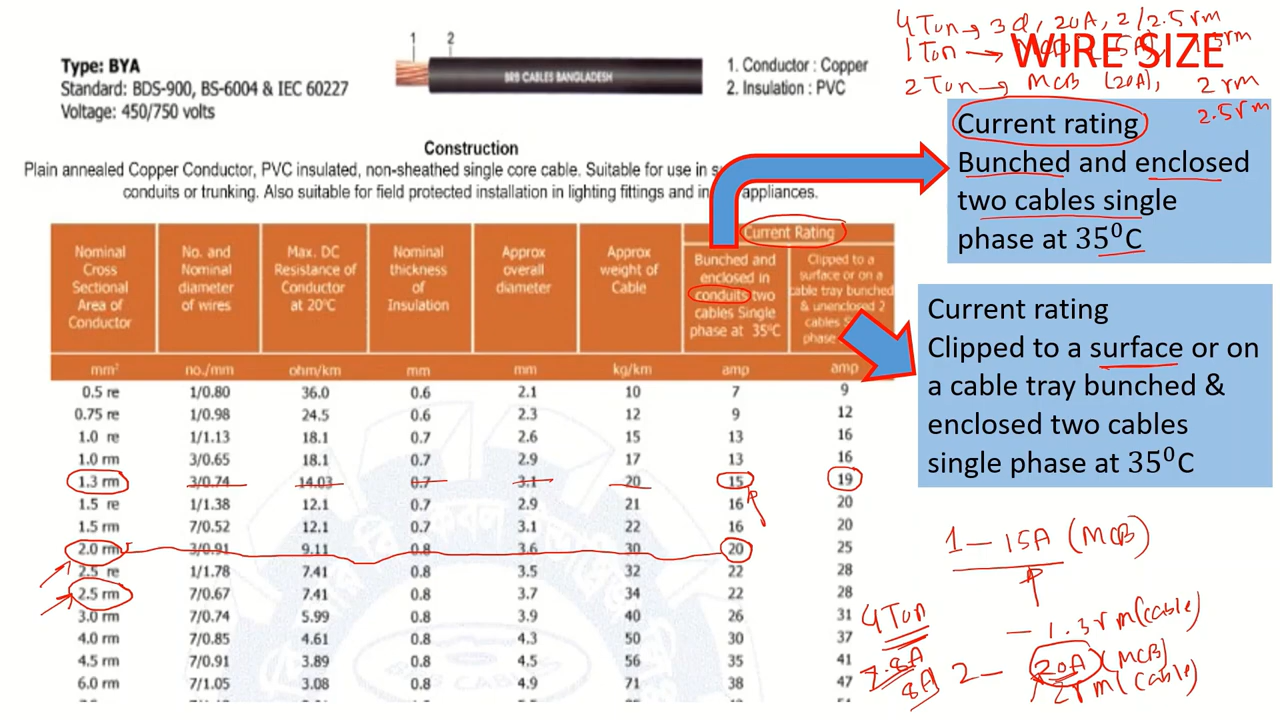 4 Ton → 3Φ, 20A, 2/2.5 rm
1 Ton → MCB (15A), 1.3 rm
WIRE SIZE
2 Ton → MCB (20A), 2 rm
2.5 rm
1 2
Type: BYA
Standard: BDS-900, BS-6004 & IEC 60227
Voltage: 450/750 volts
BRB CABLES BANGLADESH
1. Conductor : Copper
2. Insulation : PVC
Construction
Plain annealed Copper Conductor, PVC insulated, non-sheathed single core cable. Suitable for use in s
conduits or trunking. Also suitable for field protected installation in lighting fittings and in appliances.
Current rating
Bunched and enclosed
two cables single
phase at 35⁰C
Current rating
Clipped to a surface or on
a cable tray bunched &
enclosed two cables
single phase at 35⁰C
Current Rating
Nominal Cross Sectional Area of Conductor
No. and Nominal diameter of wires
Max. DC Resistance of Conductor at 20°C
Nominal thickness of Insulation
Approx overall diameter
Approx weight of Cable
Bunched and enclosed in conduits two cables Single phase at 35°C
Clipped to a surface or on a cable tray bunched & unenclosed 2 cables S phase
mm² no./mm ohm/km mm mm kg/km amp amp
0.5 re 1/0.80 36.0 0.6 2.1 10 7 9
0.75 re 1/0.98 24.5 0.6 2.3 12 9 12
1.0 re 1/1.13 18.1 0.7 2.6 15 13 16
1.0 rm 3/0.65 18.1 0.7 2.9 17 13 16
1.3 rm 3/0.74 14.03 0.7 3.1 20 15 19
1.5 re 1/1.38 12.1 0.7 2.9 21 16 20
1.5 rm 7/0.52 12.1 0.7 3.1 22 16 20
2.0 rm 3/0.91 9.11 0.8 3.6 30 20 25
2.5 re 1/1.78 7.41 0.8 3.5 32 22 28
2.5 rm 7/0.67 7.41 0.8 3.7 34 22 28
3.0 rm 7/0.74 5.99 0.8 3.9 40 26 31
4.0 rm 7/0.85 4.61 0.8 4.3 50 30 37
4.5 rm 7/0.91 3.89 0.8 4.5 56 35 41
6.0 rm 7/1.05 3.08 0.8 4.9 71 38 47
1 – 15A (MCB)
– 1.3 rm (cable)
4 Ton
7.8A
8A
2 – 20A (MCB)
2 rm (cable)